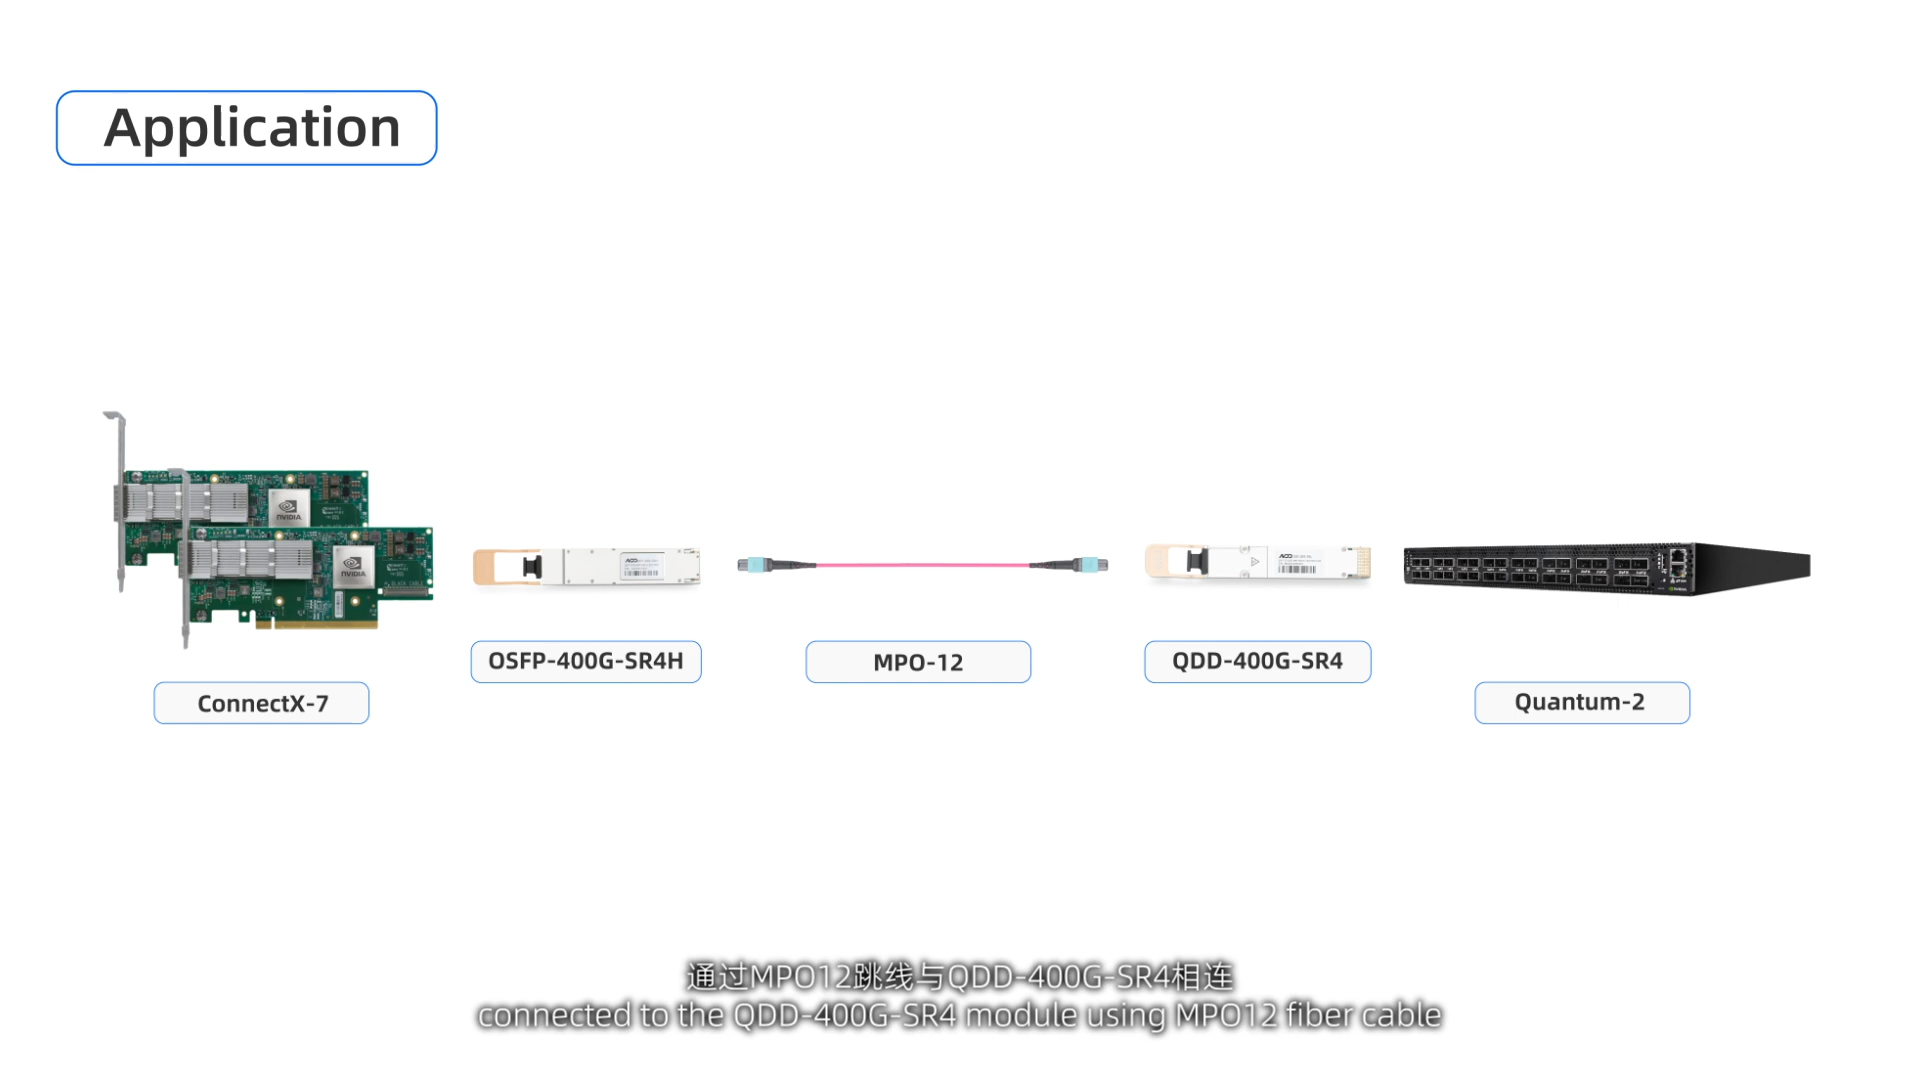 Application
NVIDIA
NVIDIA
OSFP-400G-SR4H
MPO-12
QDD-400G-SR4
ConnectX-7
Quantum-2
通过MPO12跳线与QDD-400G-SR4相连
connected to the QDD-400G-SR4 module using MPO12 fiber cable